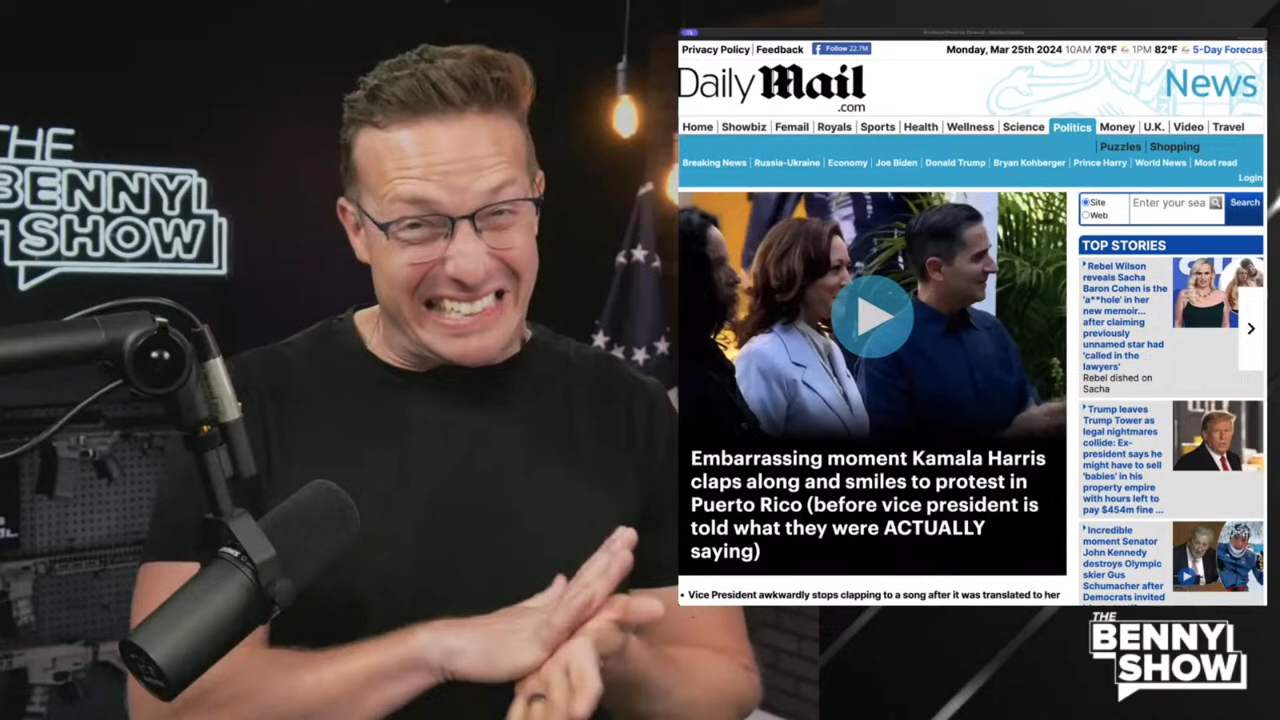 THE
BENNY
SHOW
Privacy Policy | Feedback
Follow 22.7M
Monday, Mar 25th 2024 10AM 76°F 1PM 82°F 5-Day Forecas
Daily Mail
.com
News
Home | Showbiz | Femail | Royals | Sports | Health | Wellness | Science | Politics | Money | U.K. | Video | Travel
| Puzzles | Shopping
Breaking News | Russia-Ukraine | Economy | Joe Biden | Donald Trump | Bryan Kohberger | Prince Harry | World News | Most read
Login
Site
Web
Enter your sea
Search
Embarrassing moment Kamala Harris
claps along and smiles to protest in
Puerto Rico (before vice president is
told what they were ACTUALLY
saying)
• Vice President awkwardly stops clapping to a song after it was translated to her
TOP STORIES
Rebel Wilson
reveals Sacha
Baron Cohen is the
'a**hole' in her
new memoir...
after claiming
previously
unnamed star had
'called in the
lawyers'
Rebel dished on
Sacha
Trump leaves
Trump Tower as
legal nightmares
collide: Ex-
president says he
might have to sell
'babies' in his
property empire
with hours left to
pay $454m fine ...
Incredible
moment Senator
John Kennedy
destroys Olympic
skier Gus
Schumacher after
Democrats invited
THE
BENNY
SHOW